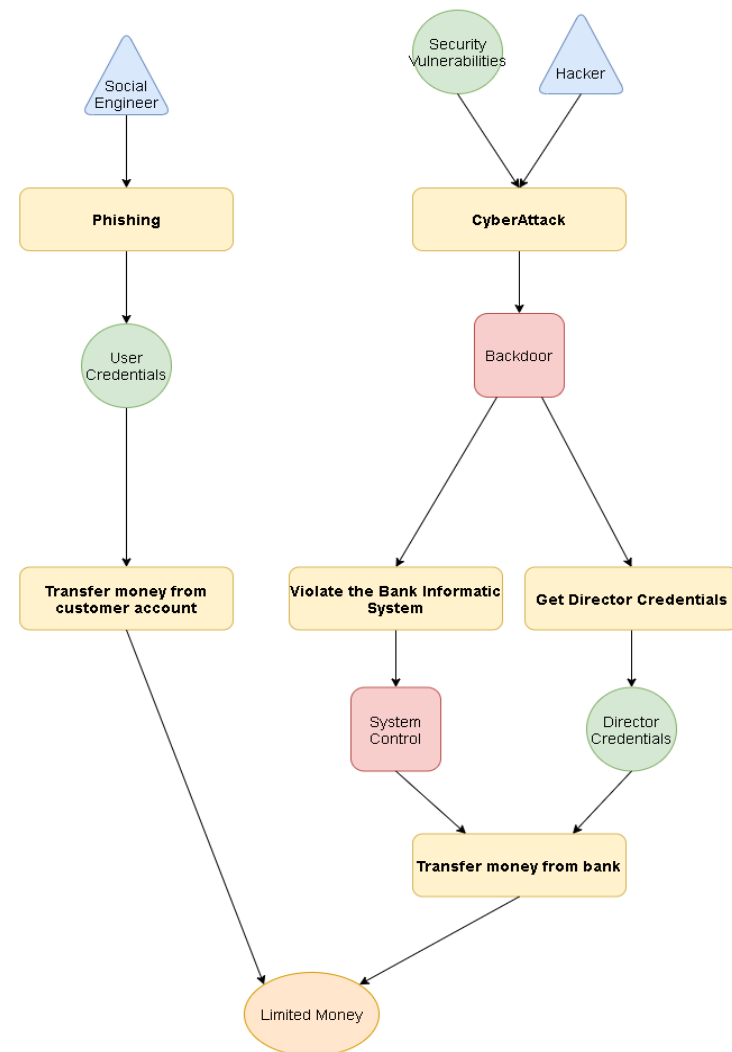 Social
Engineer
Security
Vulnerabilities
Hacker
Phishing
CyberAttack
User
Credentials
Backdoor
Transfer money from
customer account
Violate the Bank Informatic
System
Get Director Credentials
System
Control
Director
Credentials
Transfer money from bank
Limited Money